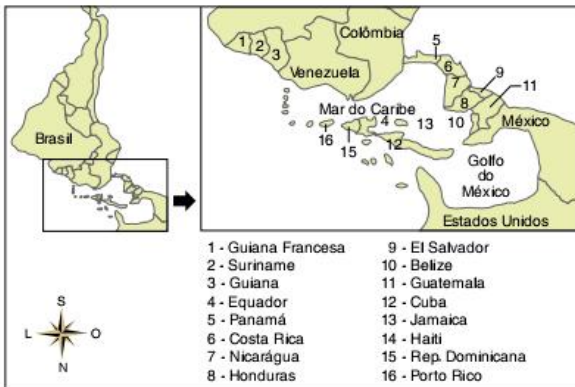 Brasil
Colômbia
Venezuela
Mar do Caribe
México
Golfo
do
México
Estados Unidos
1
2
3
4
5
6
7
8
9
10
11
12
13
15
16
S
L O
N
1 - Guiana Francesa
2 - Suriname
3 - Guiana
4 - Equador
5 - Panamá
6 - Costa Rica
7 - Nicarágua
8 - Honduras
9 - El Salvador
10 - Belize
11 - Guatemala
12 - Cuba
13 - Jamaica
14 - Haiti
15 - Rep. Dominicana
16 - Porto Rico